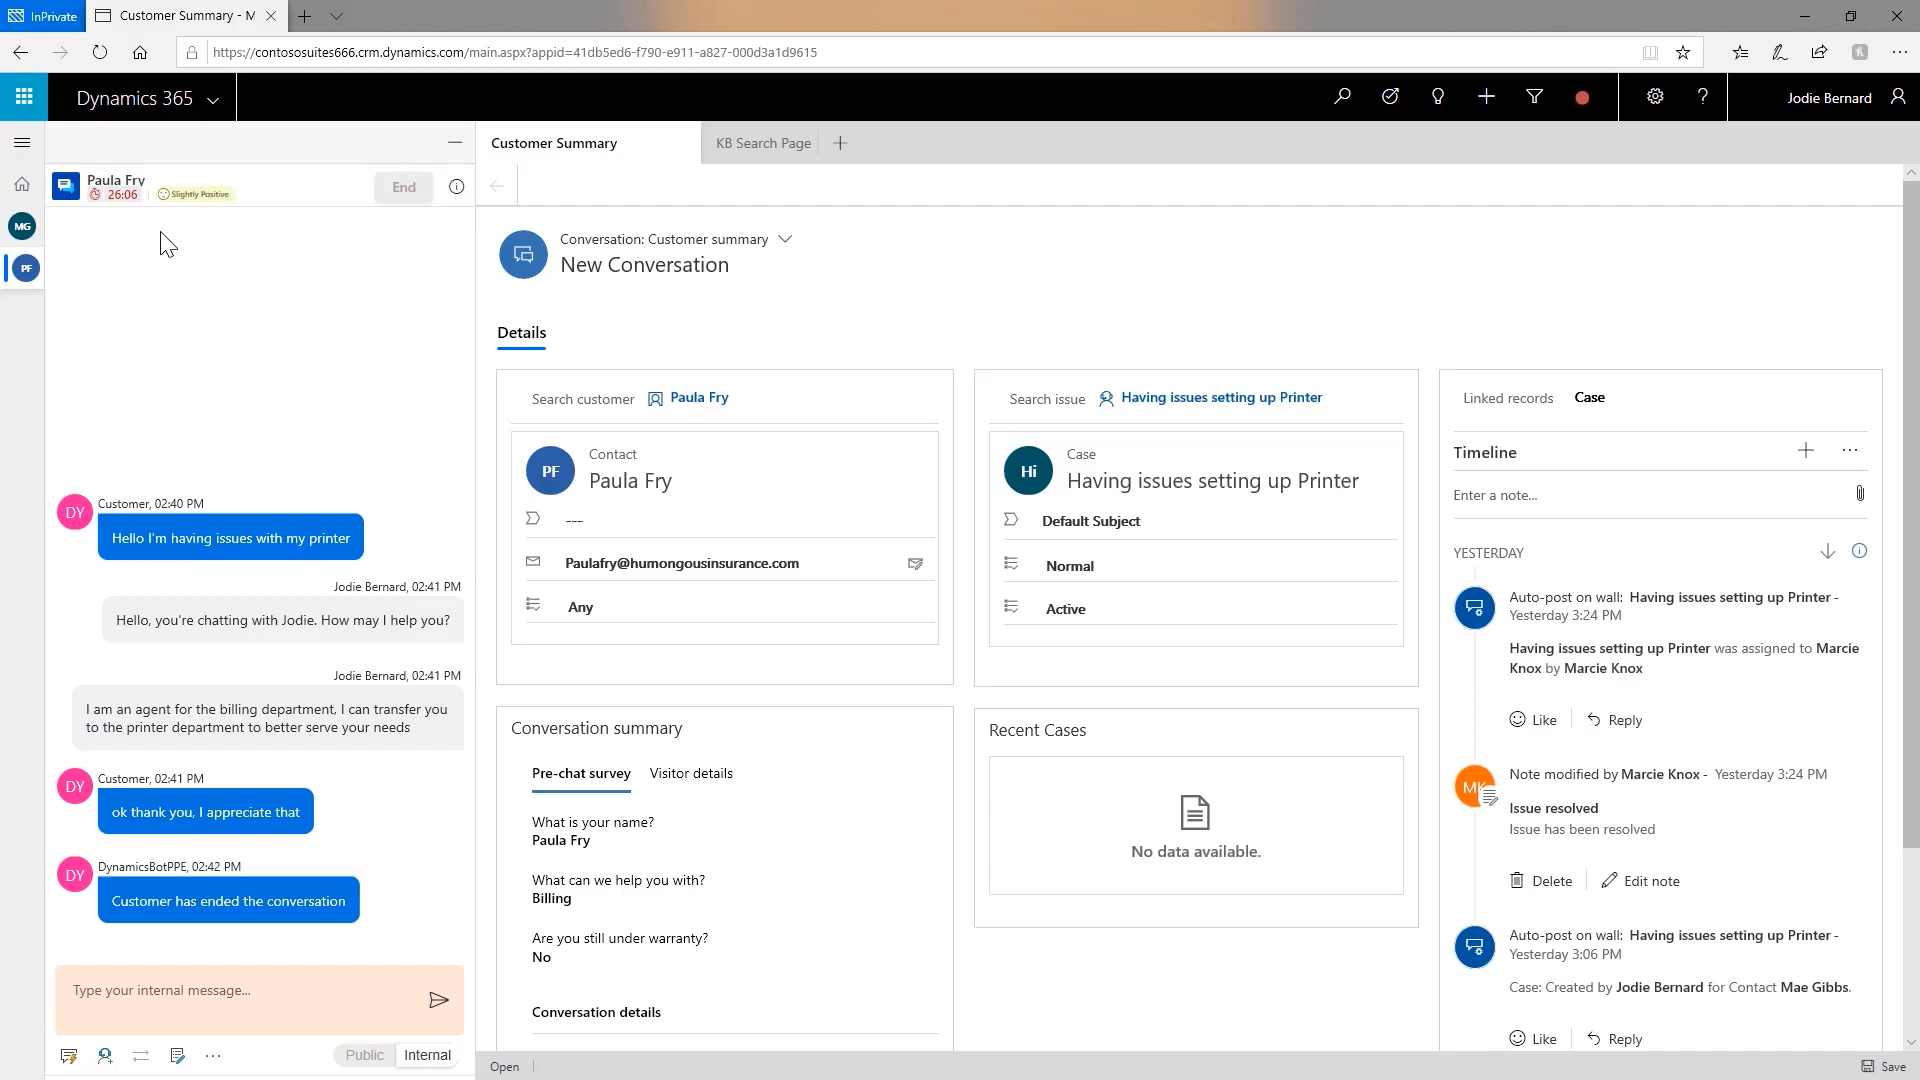 InPrivate
Customer Summary - M
https://contososuites666.crm.dynamics.com/main.aspx?appid=41db5ed6-f790-e911-a827-000d3a1d9615
Dynamics 365
Jodie Bernard
Customer Summary
KB Search Page
MG
PF
Paula Fry
26:06
Slightly Positive
End
DY
Customer, 02:40 PM
Hello I'm having issues with my printer
Jodie Bernard, 02:41 PM
Hello, you're chatting with Jodie. How may I help you?
Jodie Bernard, 02:41 PM
I am an agent for the billing department, I can transfer you
to the printer department to better serve your needs
DY
Customer, 02:41 PM
ok thank you, I appreciate that
DY
DynamicsBotPPE, 02:42 PM
Customer has ended the conversation
Type your internal message...
Public
Internal
Conversation: Customer summary
New Conversation
Details
Search customer
Paula Fry
PF
Contact
Paula Fry
---
Paulafry@humongousinsurance.com
Any
Conversation summary
Pre-chat survey
Visitor details
What is your name?
Paula Fry
What can we help you with?
Billing
Are you still under warranty?
No
Conversation details
Search issue
Having issues setting up Printer
Hi
Case
Having issues setting up Printer
Default Subject
Normal
Active
Recent Cases
No data available.
Linked records
Case
Timeline
Enter a note...
YESTERDAY
Auto-post on wall: Having issues setting up Printer -
Yesterday 3:24 PM
Having issues setting up Printer was assigned to Marcie
Knox by Marcie Knox
Like
Reply
MK
Note modified by Marcie Knox - Yesterday 3:24 PM
Issue resolved
Issue has been resolved
Delete
Edit note
Auto-post on wall: Having issues setting up Printer -
Yesterday 3:06 PM
Case: Created by Jodie Bernard for Contact Mae Gibbs.
Like
Reply
Open
Save